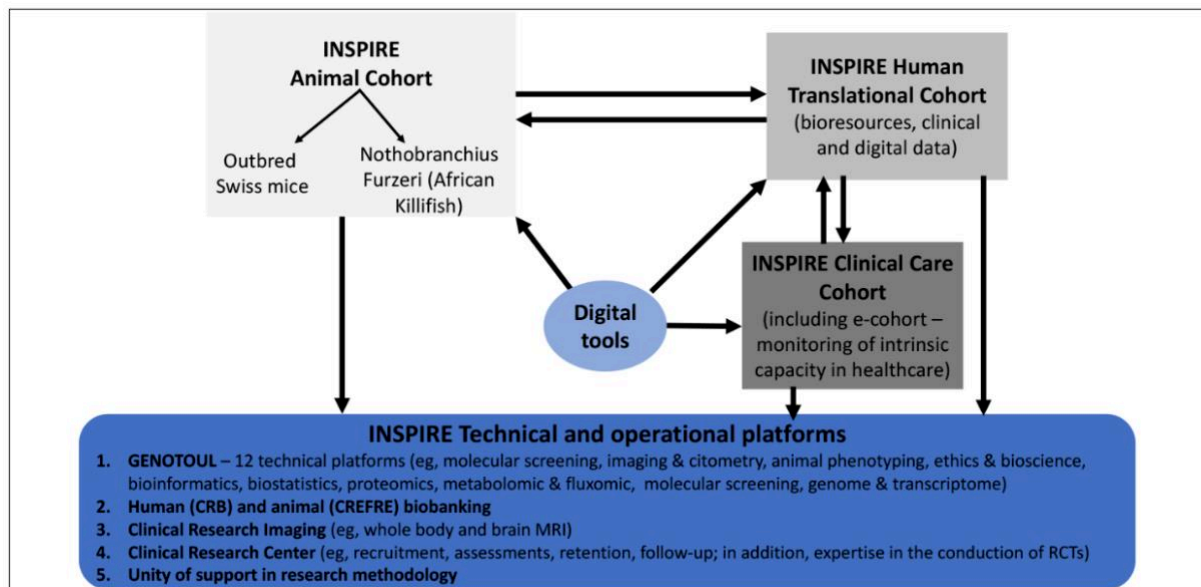 INSPIRE
Animal Cohort
Outbred
Swiss mice
Nothobranchius
Furzeri (African
Killifish)
INSPIRE Human
Translational Cohort
(bioresources, clinical
and digital data)
INSPIRE Clinical Care
Cohort
(including e-cohort –
monitoring of intrinsic
capacity in healthcare)
Digital
tools
INSPIRE Technical and operational platforms
1. GENOTOUL – 12 technical platforms (eg, molecular screening, imaging & citometry, animal phenotyping, ethics & bioscience,
bioinformatics, biostatistics, proteomics, metabolomic & fluxomic, molecular screening, genome & transcriptome)
2. Human (CRB) and animal (CREFRE) biobanking
3. Clinical Research Imaging (eg, whole body and brain MRI)
4. Clinical Research Center (eg, recruitment, assessments, retention, follow-up; in addition, expertise in the conduction of RCTs)
5. Unity of support in research methodology